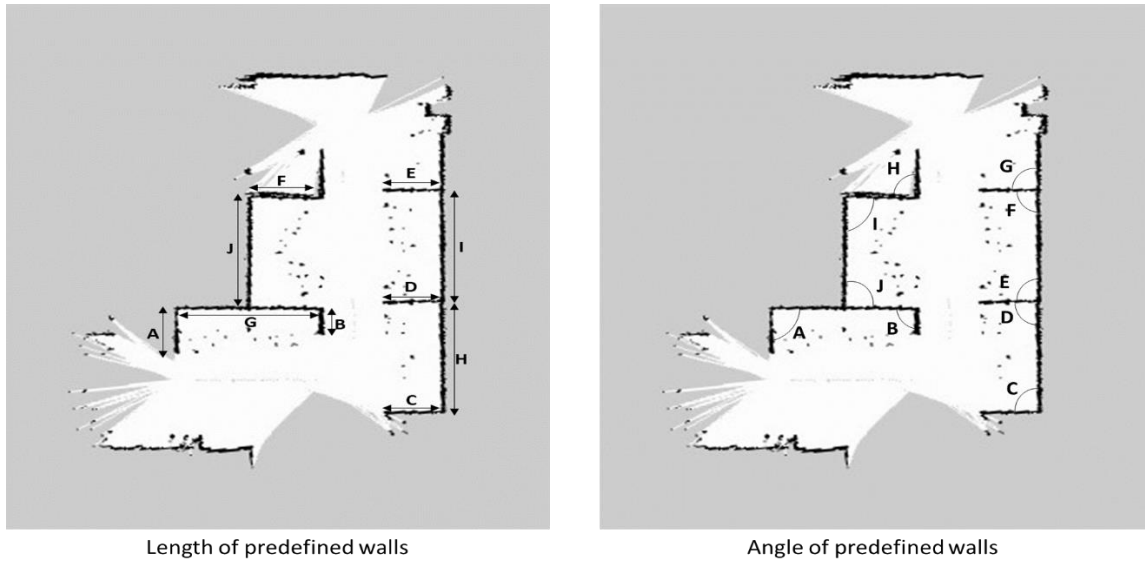 F
E
J
I
D
A
G
B
H
C
Length of predefined walls
H
G
I
F
J
E
A
B
D
C
Angle of predefined walls